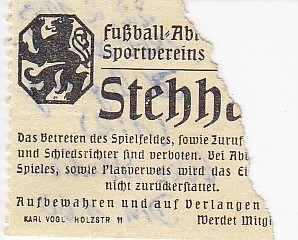 Fußball-Ab
Sportvereins
Stehh
Das Betreten des Spielfeldes, sowie Zuruf
und Schiedsrichter sind verboten. Bei Ab
Spieles, sowie Platzverweis wird das Ei
nicht zurückerstattet.
Aufbewahren und auf Verlangen
KARL VOGL HOLZSTR 11 Werdet Mitgl